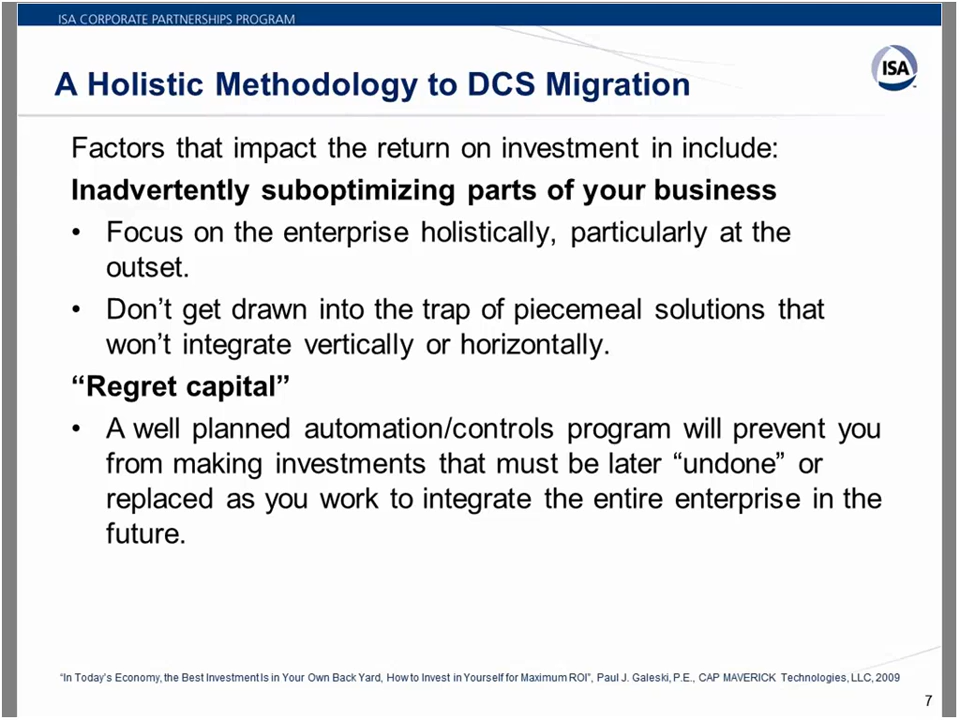 ISA CORPORATE PARTNERSHIPS PROGRAM
A Holistic Methodology to DCS Migration
ISA
Factors that impact the return on investment in include:
Inadvertently suboptimizing parts of your business
• Focus on the enterprise holistically, particularly at the
outset.
• Don’t get drawn into the trap of piecemeal solutions that
won’t integrate vertically or horizontally.
“Regret capital”
• A well planned automation/controls program will prevent you
from making investments that must be later “undone” or
replaced as you work to integrate the entire enterprise in the
future.
“In Today’s Economy, the Best Investment Is in Your Own Back Yard, How to Invest in Yourself for Maximum ROI”, Paul J. Galeski, P.E., CAP MAVERICK Technologies, LLC, 2009
7